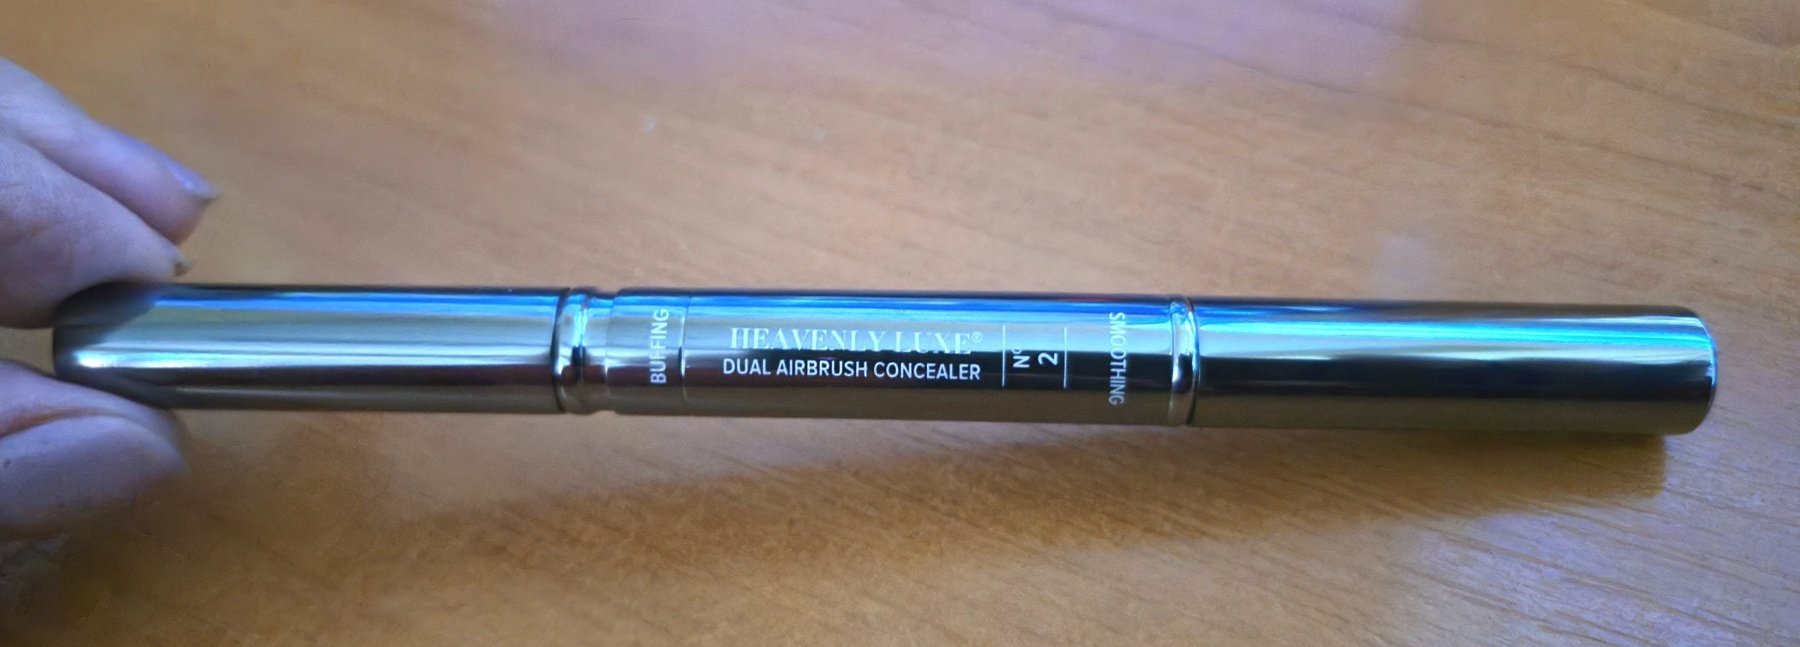 BUFFING
HEAVENLY LUXE®
DUAL AIRBRUSH CONCEALER
Nº
2
SMOOTHING